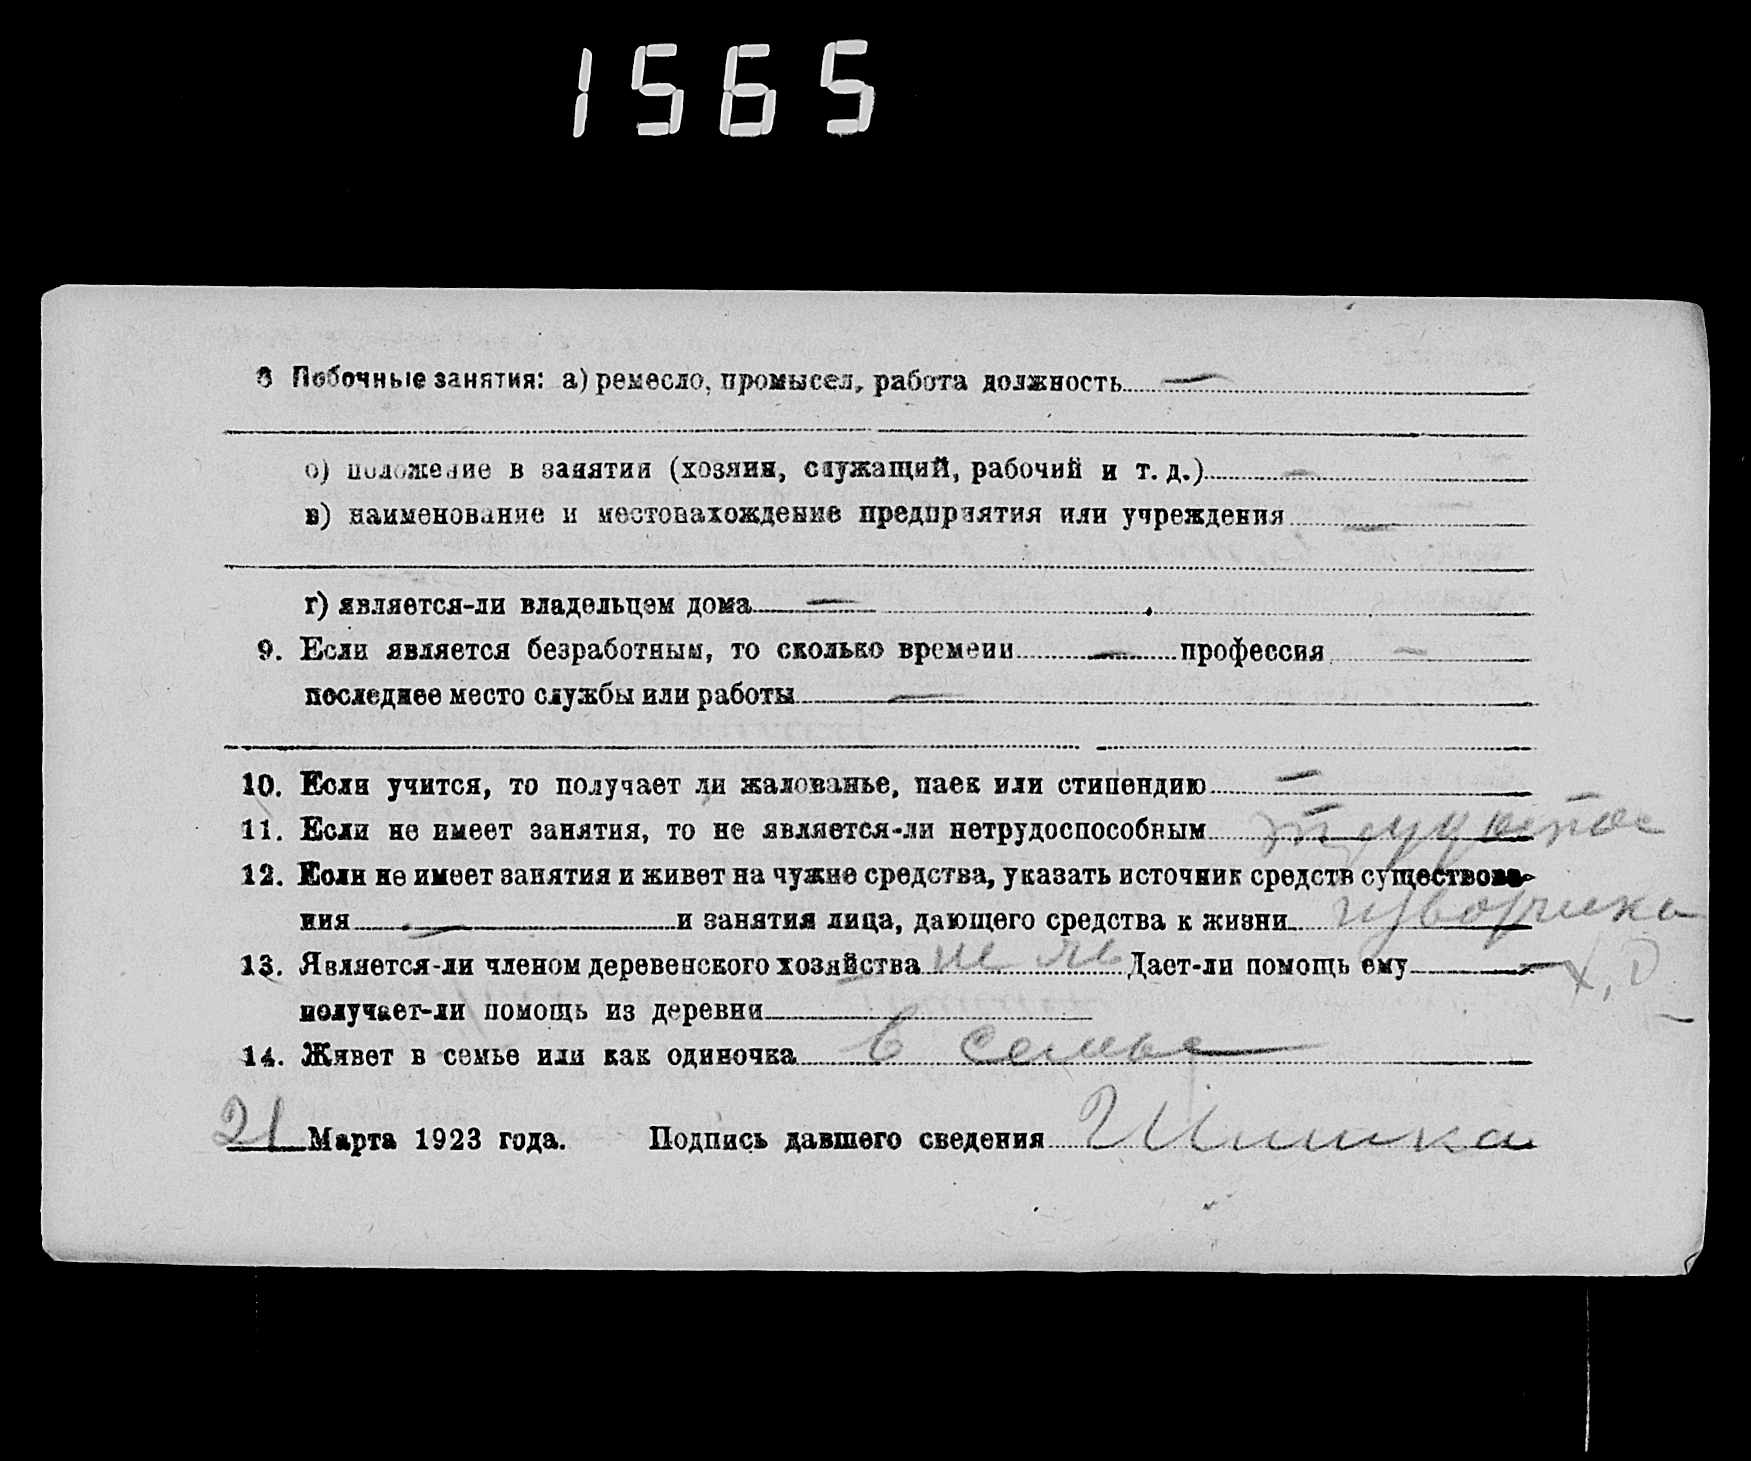 1565
8 Побочные занятия: а) ремесло, промысел, работа должность —
б) положение в занятии (хозяин, служащий, рабочий и т. д.) —
в) наименование и местонахождение предприятия или учреждения —
г) является-ли владельцем дома —
9. Если является безработным, то сколько времени — профессия —
последнее место службы или работы —
10. Если учится, то получает ли жалованье, паек или стипендию —
11. Если не имеет занятия, то не является-ли нетрудоспособным
12. Если не имеет занятия и живет на чужие средства, указать источник средств существова-
ния — и занятия лица, дающего средства к жизни извозчика
13. Является-ли членом деревенского хозяйства не яв Дает-ли помощь ему —
получает-ли помощь из деревни
14. Живет в семье или как одиночка в семье
21 Марта 1923 года. Подпись давшего сведения Шишка